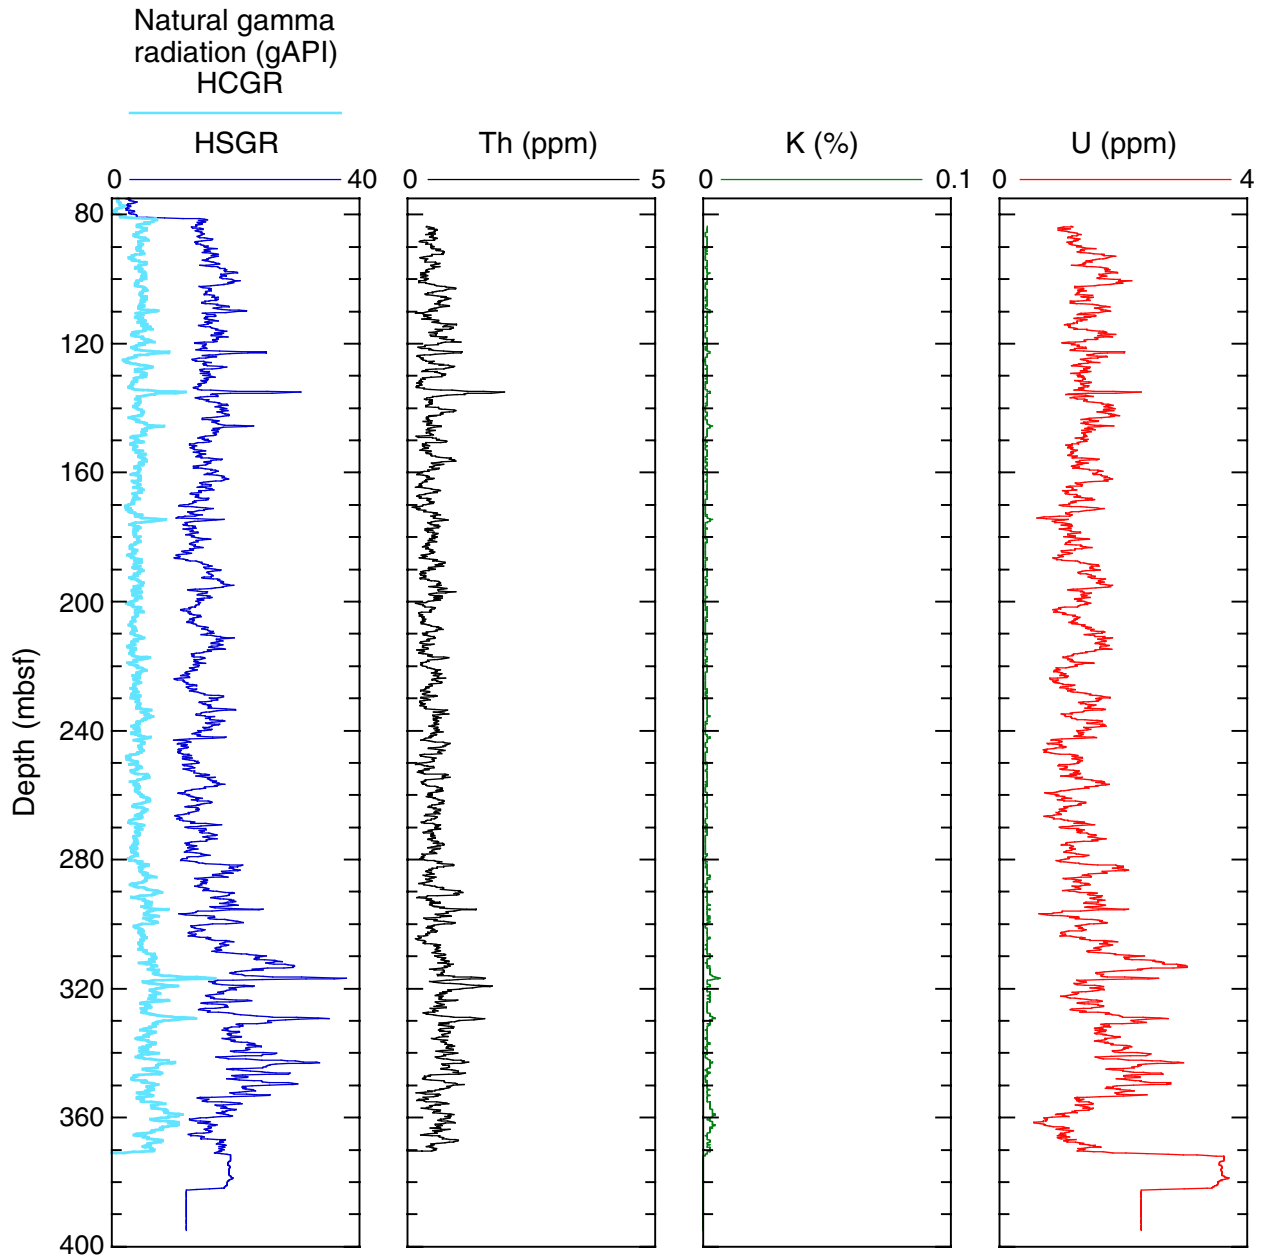 Natural gamma
radiation (gAPI)
HCGR
HSGR
Th (ppm)
K (%)
U (ppm)
0 40
0 5
0 0.1
0 4
80
120
160
200
240
280
320
360
400
Depth (mbsf)